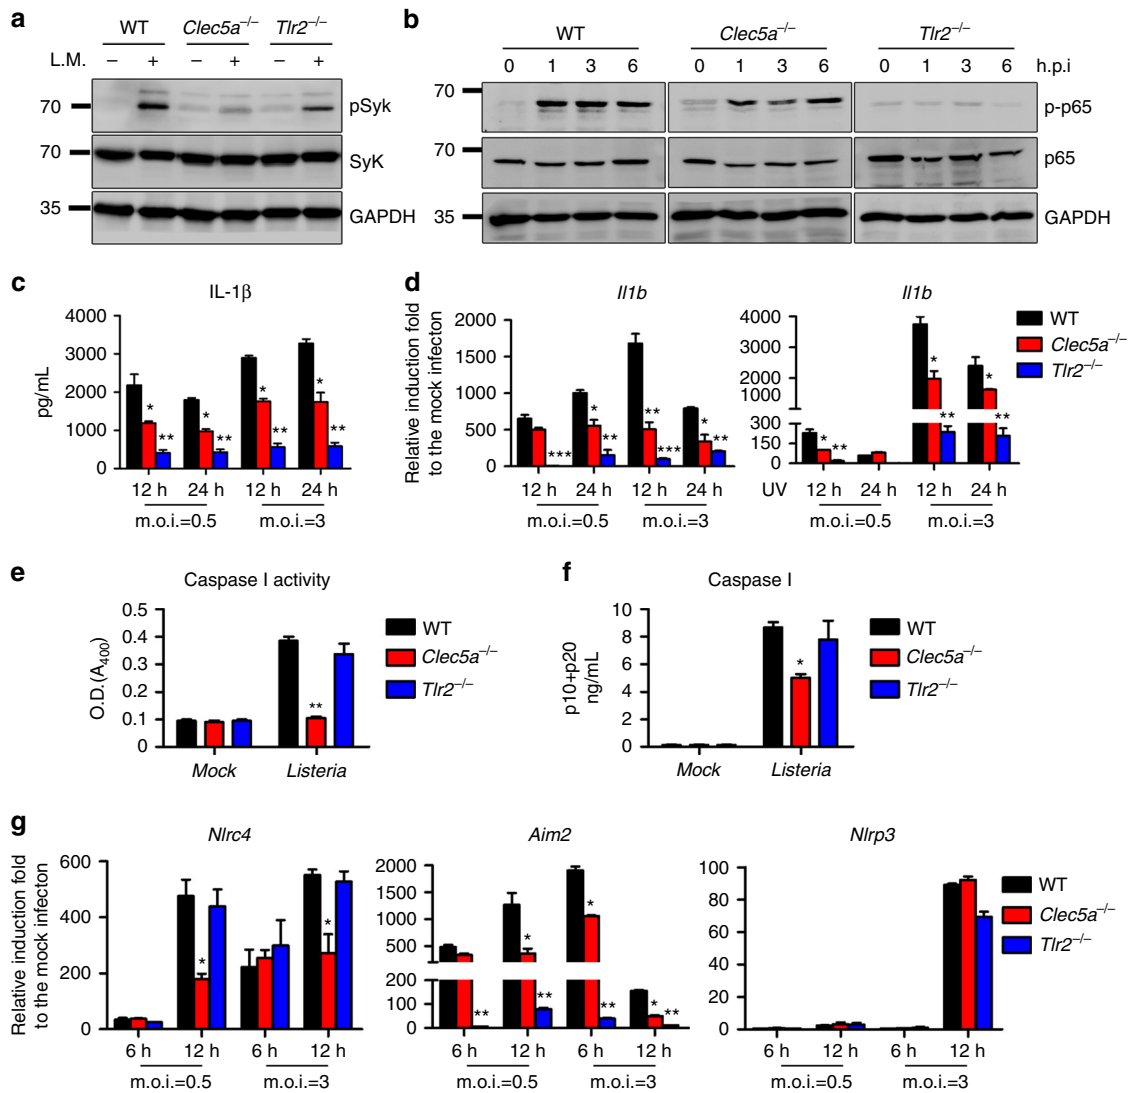 a
WT Clec5a–/– Tlr2–/–
L.M. – + – + – +
70 pSyk
70 SyK
35 GAPDH
b
WT Clec5a–/– Tlr2–/–
0 1 3 6 0 1 3 6 0 1 3 6 h.p.i
70 p-p65
70 p65
35 GAPDH
c
IL-1β
pg/mL
4000
3000
2000
1000
0
* ** * ** * ** * **
12 h 24 h 12 h 24 h
m.o.i.=0.5 m.o.i.=3
d
Il1b
Relative induction fold
to the mock infecton
2000
1500
1000
500
0
*** * ** ** *** * **
12 h 24 h 12 h 24 h
m.o.i.=0.5 m.o.i.=3
Il1b
4000
3000
2000
1000
300
150
0
* ** * ** * **
UV 12 h 24 h 12 h 24 h
m.o.i.=0.5 m.o.i.=3
WT
Clec5a–/–
Tlr2–/–
e
Caspase I activity
O.D.(A400)
0.5
0.4
0.3
0.2
0.1
0
**
Mock Listeria
WT
Clec5a–/–
Tlr2–/–
f
Caspase I
p10+p20
ng/mL
10
8
6
4
2
0
*
Mock Listeria
WT
Clec5a–/–
Tlr2–/–
g
Nlrc4
Relative induction fold
to the mock infecton
600
400
200
0
* *
6 h 12 h 6 h 12 h
m.o.i.=0.5 m.o.i.=3
Aim2
2000
1500
1000
500
200
100
0
** * ** * ** * **
6 h 12 h 6 h 12 h
m.o.i.=0.5 m.o.i.=3
Nlrp3
100
80
60
40
20
0
6 h 12 h 6 h 12 h
m.o.i.=0.5 m.o.i.=3
WT
Clec5a–/–
Tlr2–/–